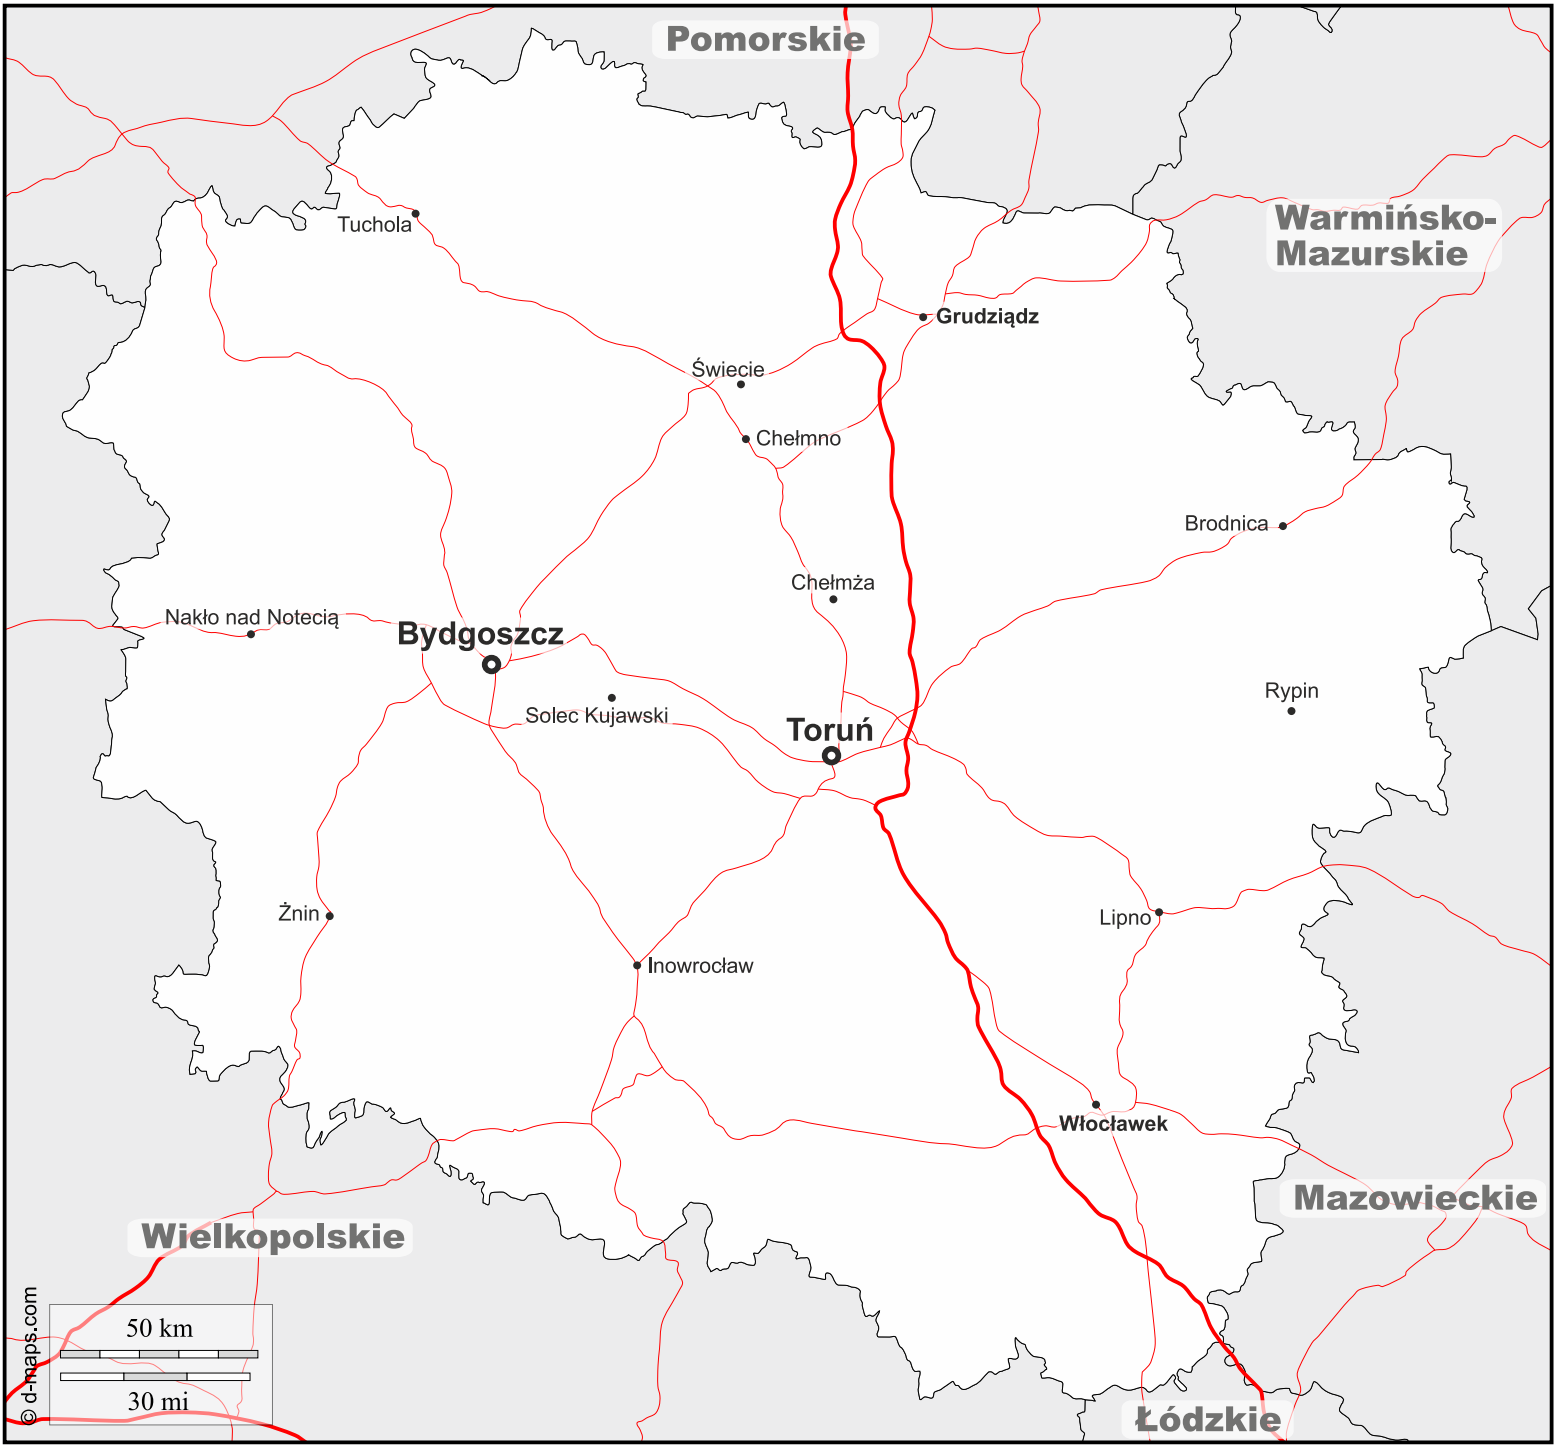 Pomorskie
Warmińsko-
Mazurskie
Tuchola
Grudziądz
Świecie
Chełmno
Brodnica
Chełmża
Nakło nad Notecią
Bydgoszcz
Rypin
Solec Kujawski
Toruń
Żnin
Lipno
Inowrocław
Włocławek
Mazowieckie
Wielkopolskie
50 km
30 mi
© d-maps.com
Łódzkie